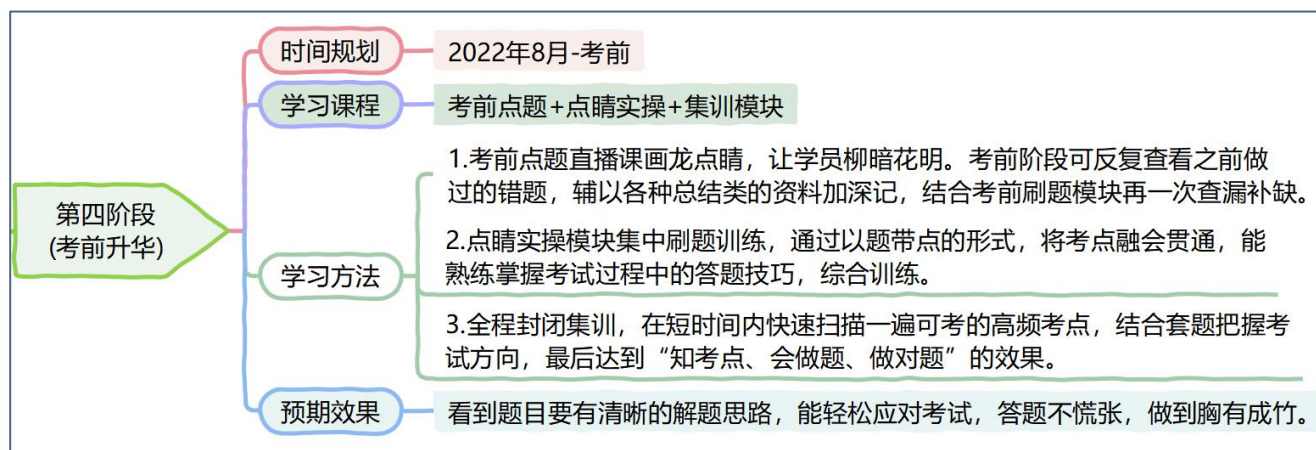 第四阶段
(考前升华)
时间规划
2022年8月-考前
学习课程
考前点题+点睛实操+集训模块
学习方法
1.考前点题直播课画龙点睛，让学员柳暗花明。考前阶段可反复查看之前做
过的错题，辅以各种总结类的资料加深记，结合考前刷题模块再一次查漏补缺。
2.点睛实操模块集中刷题训练，通过以题带点的形式，将考点融会贯通，能
熟练掌握考试过程中的答题技巧，综合训练。
3.全程封闭集训，在短时间内快速扫描一遍可考的高频考点，结合套题把握考
试方向，最后达到“知考点、会做题、做对题”的效果。
预期效果
看到题目要有清晰的解题思路，能轻松应对考试，答题不慌张，做到胸有成竹。